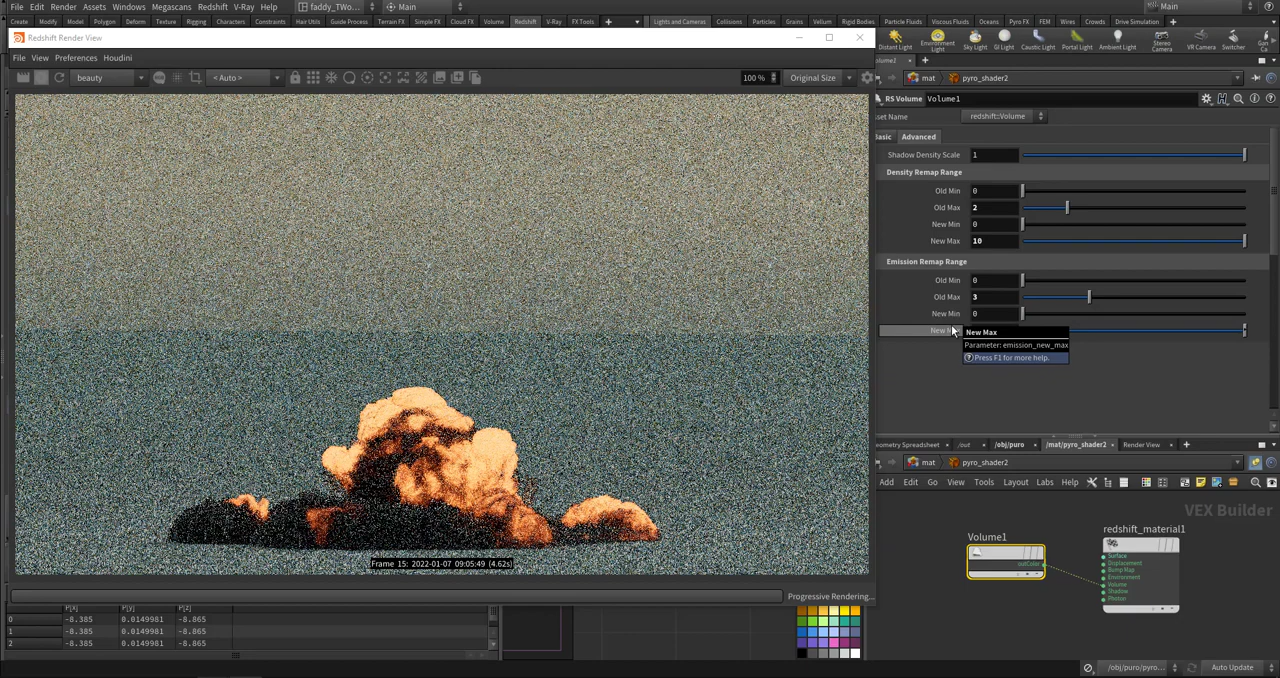 File Edit Render Assets Windows Megascans Redshift V-Ray Help faddy_TWo... Main Main
Create Modify Model Polygon Deform Texture Rigging Characters Constraints Hair Utils Guide Process Terrain FX Simple FX Cloud FX Volume Redshift V-Ray FX Tools Lights and Cameras Collisions Particles Grains Vellum Rigid Bodies Particle Fluids Viscous Fluids Oceans Pyro FX FEM Wires Crowds Drive Simulation
Redshift Render View
Distant Light Environment Light Sky Light GI Light Caustic Light Portal Light Ambient Light Stereo Camera VR Camera Switcher
File View Preferences Houdini
beauty < Auto > 100 % Original Size
mat pyro_shader2
RS Volume Volume1
sset Name redshift::Volume
Basic Advanced
Shadow Density Scale 1
Density Remap Range
Old Min 0
Old Max 2
New Min 0
New Max 10
Emission Remap Range
Old Min 0
Old Max 3
New Min 0
New M
New Max
Parameter: emission_new_max
Press F1 for more help.
eometry Spreadsheet /out /obj/puro /mat/pyro_shader2 Render View
mat pyro_shader2
Add Edit Go View Tools Layout Labs Help
VEX Builder
Volume1
outColor
redshift_material1
Surface
Displacement
Bump Map
Environment
Volume
Shadow
Photon
Frame 15: 2022-01-07 09:05:49 (4.62s)
Progressive Rendering...
P[x] P[y] P[z]
0 -8.385 0.0149981 -8.865
1 -8.385 0.0149981 -8.865
2 -8.385 0.0149981 -8.865
/obj/puro/pyro... Auto Update